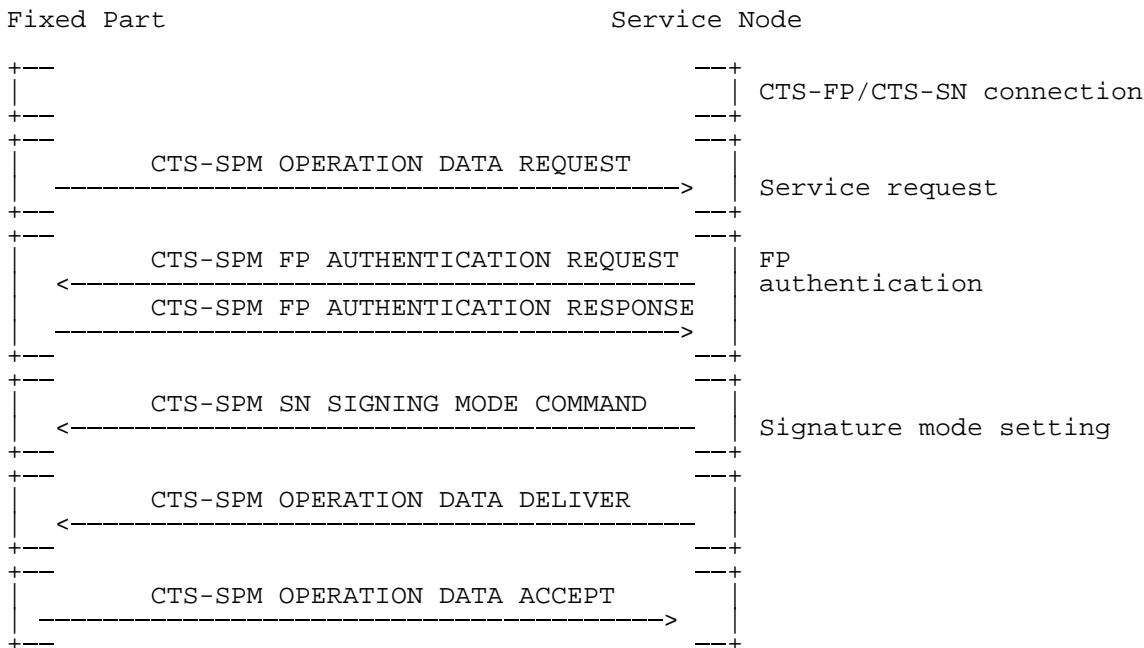 Fixed Part Service Node
CTS-FP/CTS-SN connection
CTS-SPM OPERATION DATA REQUEST
Service request
CTS-SPM FP AUTHENTICATION REQUEST FP
authentication
CTS-SPM FP AUTHENTICATION RESPONSE
CTS-SPM SN SIGNING MODE COMMAND
Signature mode setting
CTS-SPM OPERATION DATA DELIVER
CTS-SPM OPERATION DATA ACCEPT